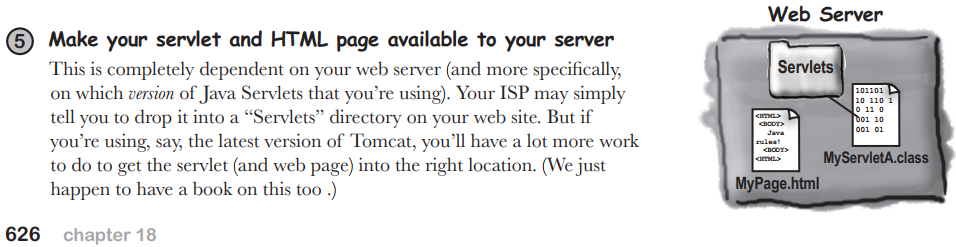 5 Make your servlet and HTML page available to your server
This is completely dependent on your web server (and more specifically,
on which version of Java Servlets that you’re using). Your ISP may simply
tell you to drop it into a “Servlets” directory on your web site. But if
you’re using, say, the latest version of Tomcat, you’ll have a lot more work
to do to get the servlet (and web page) into the right location. (We just
happen to have a book on this too .)
Web Server
Servlets
101101
10 110 1
0 11 0
001 10
001 01
MyServletA.class
<HTML>
<BODY>
Java
rules!
<BODY>
<HTML>
MyPage.html
626 chapter 18